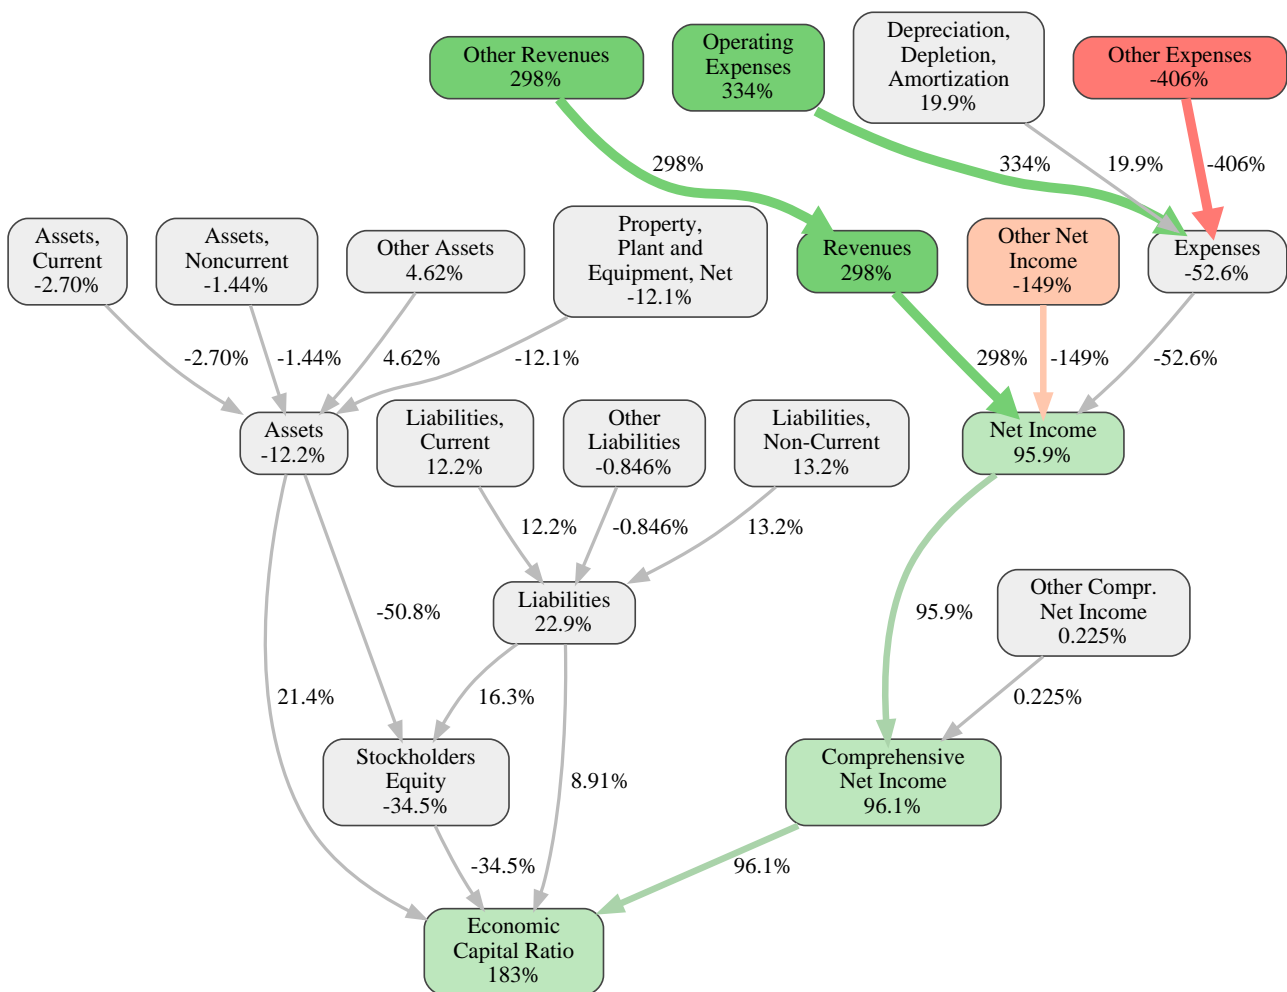 Other Revenues
298%
Operating
Expenses
334%
Depreciation,
Depletion,
Amortization
19.9%
Other Expenses
-406%
298%
334%
19.9%
-406%
Assets,
Current
-2.70%
Assets,
Noncurrent
-1.44%
Other Assets
4.62%
Property,
Plant and
Equipment, Net
-12.1%
Revenues
298%
Other Net
Income
-149%
Expenses
-52.6%
-2.70%
-1.44%
4.62%
-12.1%
298%
-149%
-52.6%
Assets
-12.2%
Liabilities,
Current
12.2%
Other
Liabilities
-0.846%
Liabilities,
Non-Current
13.2%
Net Income
95.9%
12.2%
-0.846%
13.2%
Liabilities
22.9%
-50.8%
95.9%
Other Compr.
Net Income
0.225%
21.4%
16.3%
0.225%
Stockholders
Equity
-34.5%
8.91%
Comprehensive
Net Income
96.1%
-34.5%
96.1%
Economic
Capital Ratio
183%